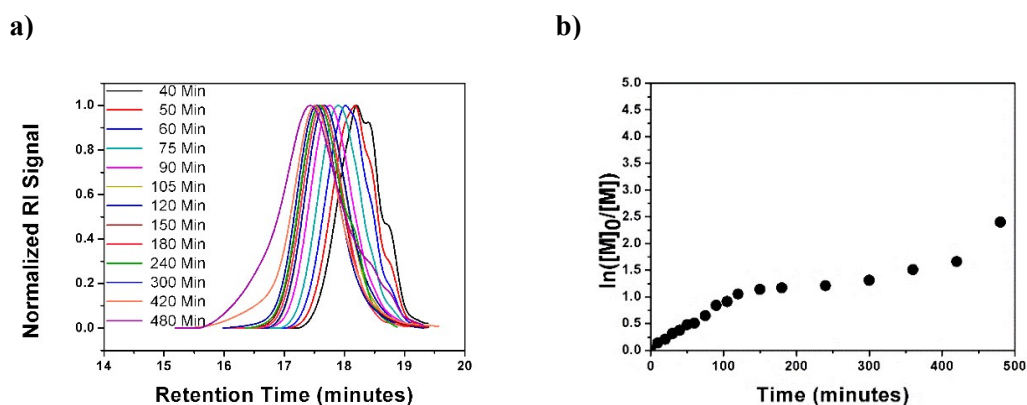 a)
b)
Normalized RI Signal
1.0
0.8
0.6
0.4
0.2
0.0
40 Min
50 Min
60 Min
75 Min
90 Min
105 Min
120 Min
150 Min
180 Min
240 Min
300 Min
420 Min
480 Min
14 15 16 17 18 19 20
Retention Time (minutes)
ln([M]0/[M])
5.0
4.5
4.0
3.5
3.0
2.5
2.0
1.5
1.0
0.5
0.0
0 100 200 300 400 500
Time (minutes)